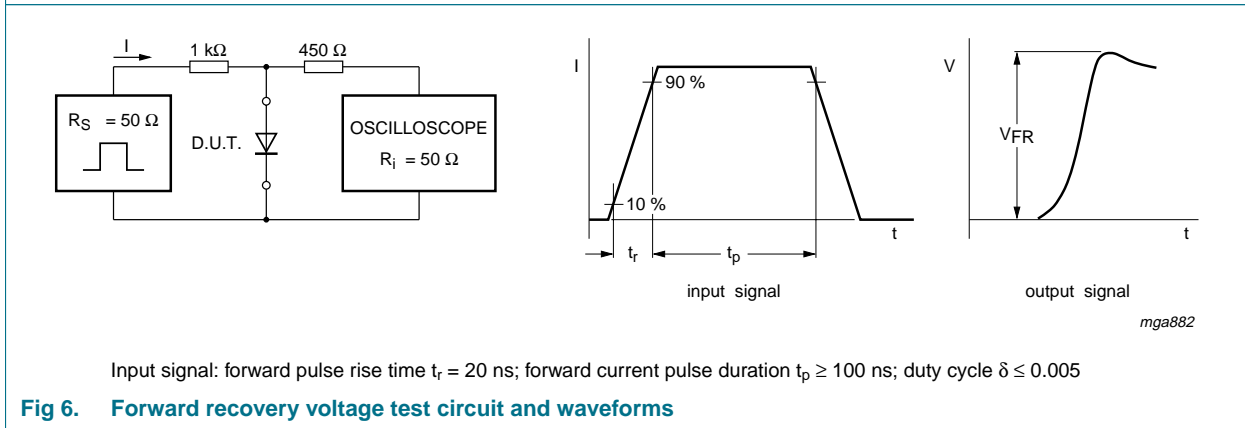 I
1 kΩ
450 Ω
R_S = 50 Ω
D.U.T.
OSCILLOSCOPE
R_i = 50 Ω
I
90 %
10 %
t
t_r
t_p
input signal
V
V_FR
t
output signal
mga882
Input signal: forward pulse rise time t_r = 20 ns; forward current pulse duration t_p ≥ 100 ns; duty cycle δ ≤ 0.005
Fig 6. Forward recovery voltage test circuit and waveforms